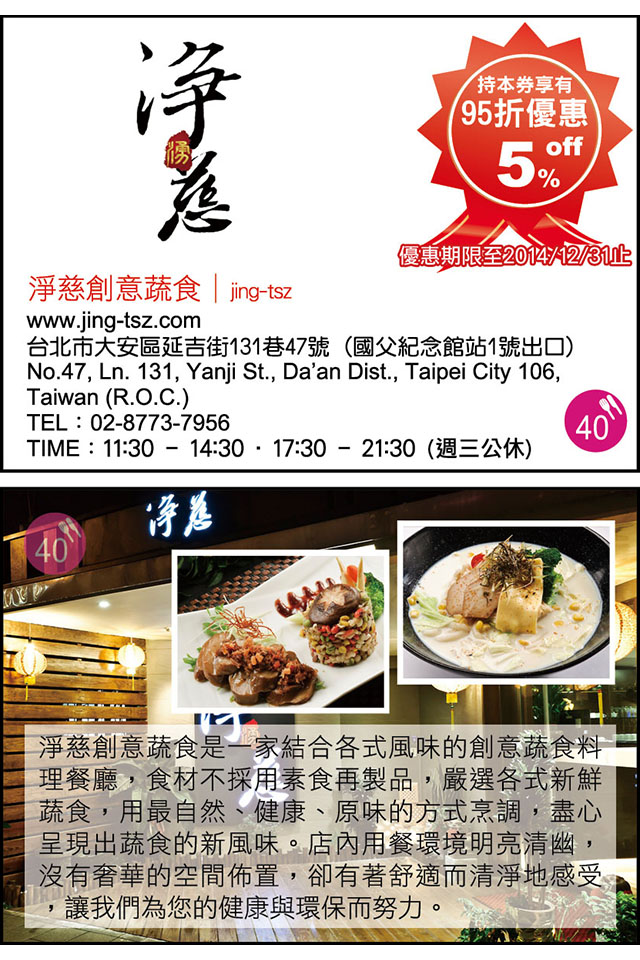 淨
湧
慈
持本券享有
95折優惠
5% off
優惠期限至2014/12/31止
淨慈創意蔬食｜jing-tsz
www.jing-tsz.com
台北市大安區延吉街131巷47號（國父紀念館站1號出口）
No.47, Ln. 131, Yanji St., Da'an Dist., Taipei City 106,
Taiwan (R.O.C.)
TEL：02-8773-7956
TIME：11:30 － 14:30 · 17:30 － 21:30 (週三公休)
40
淨慈
40
淨
慈
淨慈創意蔬食是一家結合各式風味的創意蔬食料
理餐廳，食材不採用素食再製品，嚴選各式新鮮
蔬食，用最自然、健康、原味的方式烹調，盡心
呈現出蔬食的新風味。店內用餐環境明亮清幽，
沒有奢華的空間佈置，卻有著舒適而清淨地感受
，讓我們為您的健康與環保而努力。